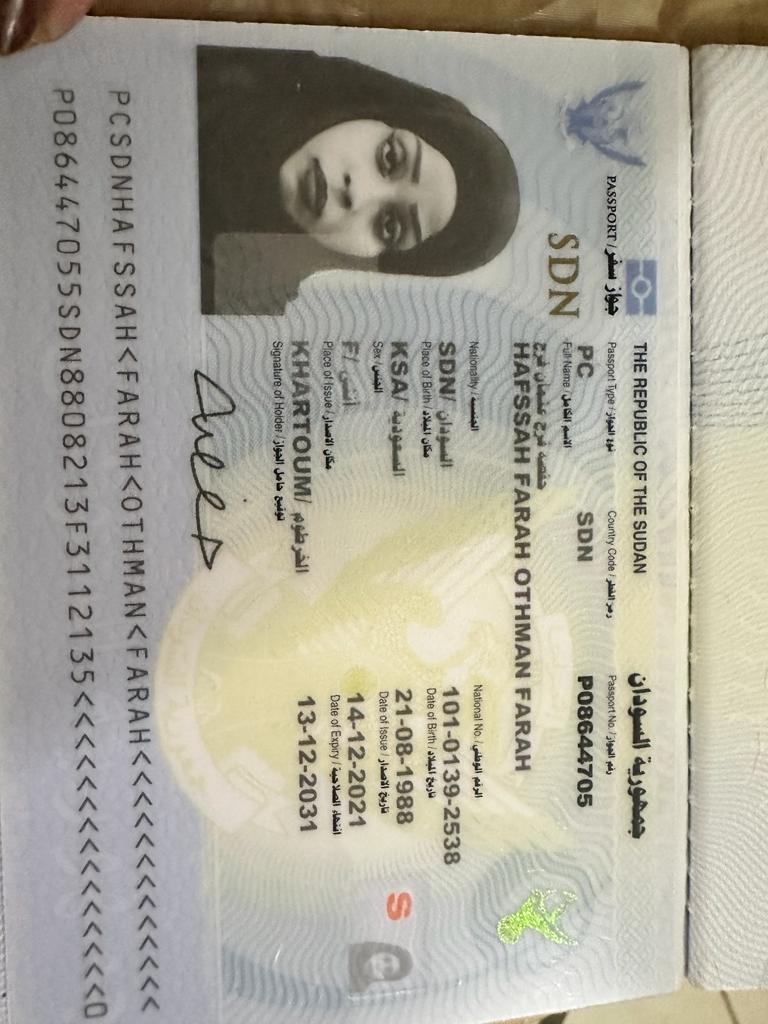 THE REPUBLIC OF THE SUDAN جمهورية السودان
PASSPORT / جواز سفر
Passport Type / نوع الجواز Country Code / رمز القطر Passport No. / رقم الجواز
SDN
PC SDN P08644705
Full Name / الاسم الكامل
حفصه فرح عثمان فرح
HAFSSAH FARAH OTHMAN FARAH
Nationality / الجنسية National No. / الرقم الوطني
SDN/ السودان 101-0139-2538
Place of Birth / مكان الميلاد Date of Birth / تاريخ الميلاد
KSA/ السعودية 21-08-1988
Sex / الجنس Date of Issue / تاريخ الاصدار
F/ انثى 14-12-2021
Place of Issue / مكان الاصدار Date of Expiry / انتهاء الصلاحية
KHARTOUM/ الخرطوم 13-12-2031
Signature of Holder / توقيع حامل الجواز
S
PCSDNHAFSSAH<FARAH<OTHMAN<FARAH<<<<<<<<<<<<<
P086447055SDN8808213F3112135<<<<<<<<<<<<<<<0